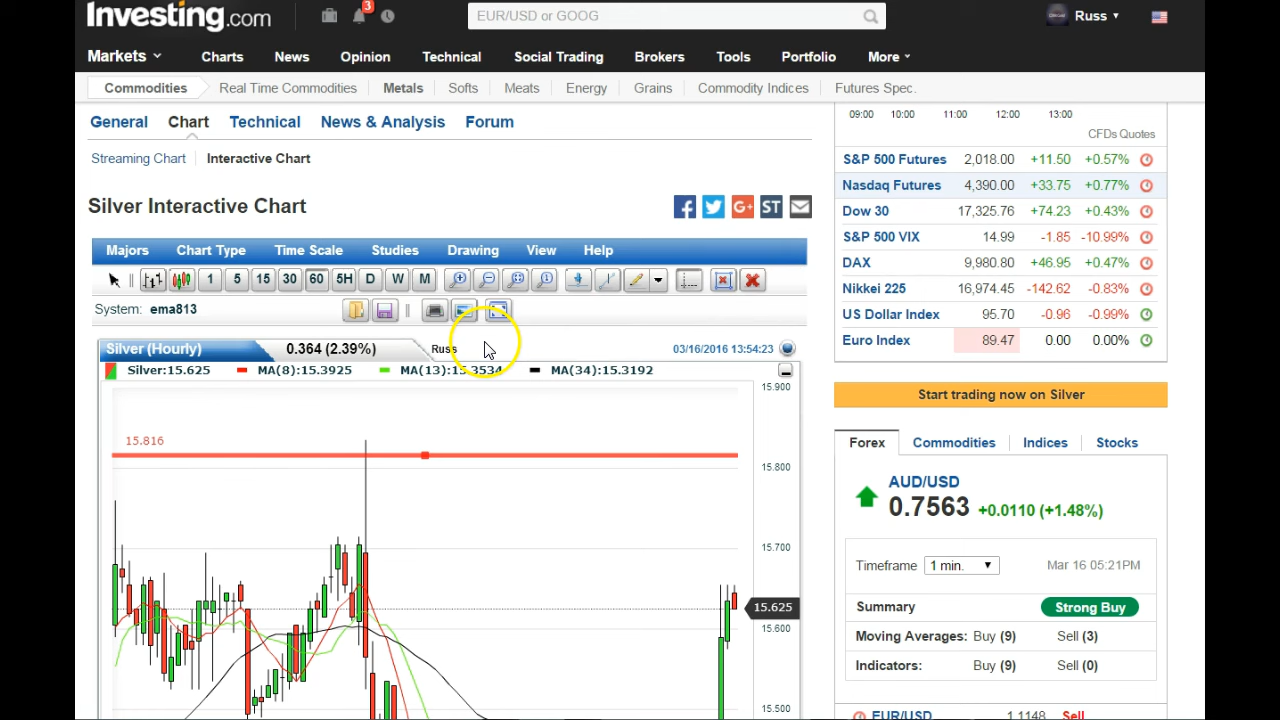 Investing.com
3
EUR/USD or GOOG
Russ
Markets Charts News Opinion Technical Social Trading Brokers Tools Portfolio More
Commodities Real Time Commodities Metals Softs Meats Energy Grains Commodity Indices Futures Spec.
General Chart Technical News & Analysis Forum
Streaming Chart Interactive Chart
Silver Interactive Chart
ST
Majors Chart Type Time Scale Studies Drawing View Help
1 5 15 30 60 5H D W M
System: ema813
Silver (Hourly) 0.364 (2.39%) Russ 03/16/2016 13:54:23
Silver:15.625 MA(8):15.3925 MA(13):15.3534 MA(34):15.3192
15.900
15.816
15.800
15.700
15.625
15.600
15.500
09:00 10:00 11:00 12:00 13:00
CFDs Quotes
S&P 500 Futures 2,018.00 +11.50 +0.57%
Nasdaq Futures 4,390.00 +33.75 +0.77%
Dow 30 17,325.76 +74.23 +0.43%
S&P 500 VIX 14.99 -1.85 -10.99%
DAX 9,980.80 +46.95 +0.47%
Nikkei 225 16,974.45 -142.62 -0.83%
US Dollar Index 95.70 -0.96 -0.99%
Euro Index 89.47 0.00 0.00%
Start trading now on Silver
Forex Commodities Indices Stocks
AUD/USD
0.7563 +0.0110 (+1.48%)
Timeframe 1 min. Mar 16 05:21PM
Summary Strong Buy
Moving Averages: Buy (9) Sell (3)
Indicators: Buy (9) Sell (0)
EUR/USD 1.1148 Sell